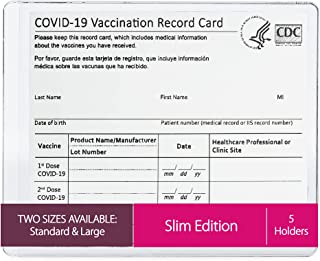 COVID-19 Vaccination Record Card
CDC
Please keep this record card, which includes medical information
about the vaccines you have received.
Por favor, guarde esta tarjeta de registro, que incluye información
médica sobre las vacunas que ha recibido.
Last Name First Name MI
Date of birth Patient number (medical record or IIS record number)
Vaccine Product Name/Manufacturer Date Healthcare Professional or
Lot Number Clinic Site
1st Dose
COVID-19
mm dd yy
2nd Dose
COVID-19
mm dd yy
TWO SIZES AVAILABLE:
Standard & Large
Slim Edition
5
Holders